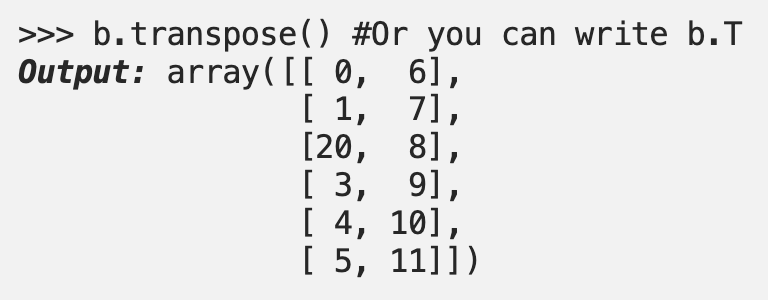 >>> b.transpose() #Or you can write b.T
Output: array([[ 0,  6],
               [ 1,  7],
               [20,  8],
               [ 3,  9],
               [ 4, 10],
               [ 5, 11]])